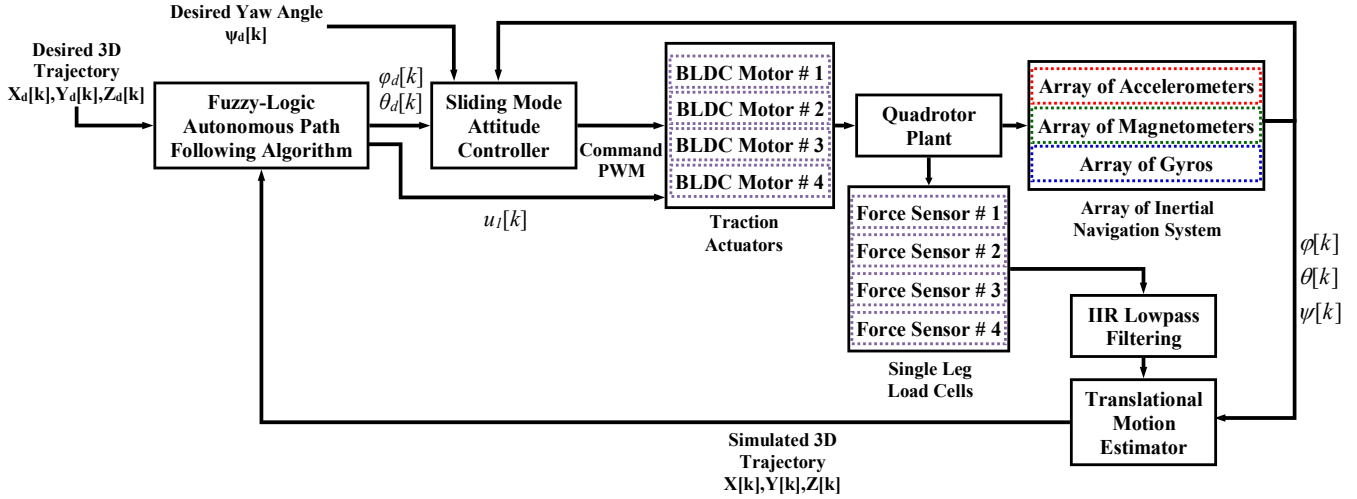 Desired Yaw Angle
ψd[k]
Desired 3D
Trajectory
Xd[k],Yd[k],Zd[k]
Fuzzy-Logic
Autonomous Path
Following Algorithm
φd[k]
θd[k]
Sliding Mode
Attitude
Controller
Command
PWM
u1[k]
BLDC Motor # 1
BLDC Motor # 2
BLDC Motor # 3
BLDC Motor # 4
Traction
Actuators
Quadrotor
Plant
Array of Accelerometers
Array of Magnetometers
Array of Gyros
Array of Inertial
Navigation System
Force Sensor # 1
Force Sensor # 2
Force Sensor # 3
Force Sensor # 4
Single Leg
Load Cells
φ[k]
θ[k]
ψ[k]
IIR Lowpass
Filtering
Translational
Motion
Estimator
Simulated 3D
Trajectory
X[k],Y[k],Z[k]